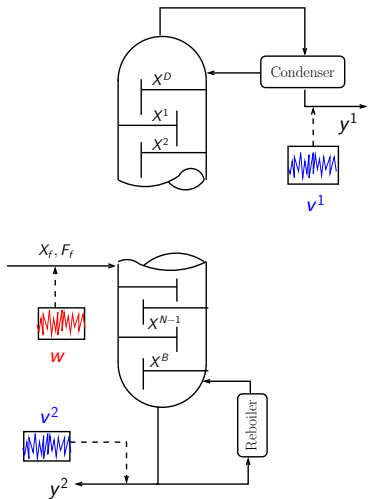 X^D
Condenser
X^1
y^1
X^2
v^1
X_f, F_f
X^{N-1}
w
X^B
v^2
Reboiler
y^2